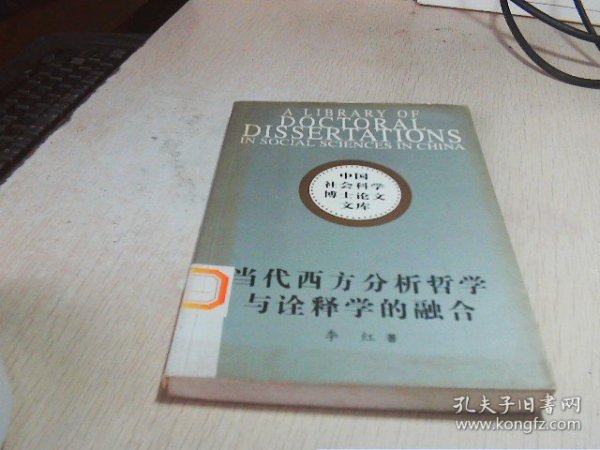 A LIBRARY OF
DOCTORAL
DISSERTATIONS
IN SOCIAL SCIENCES IN CHINA
中国
社会科学
博士论文
文库
当代西方分析哲学
与诠释学的融合
李红 著
孔夫子旧书网
www.kongfz.com